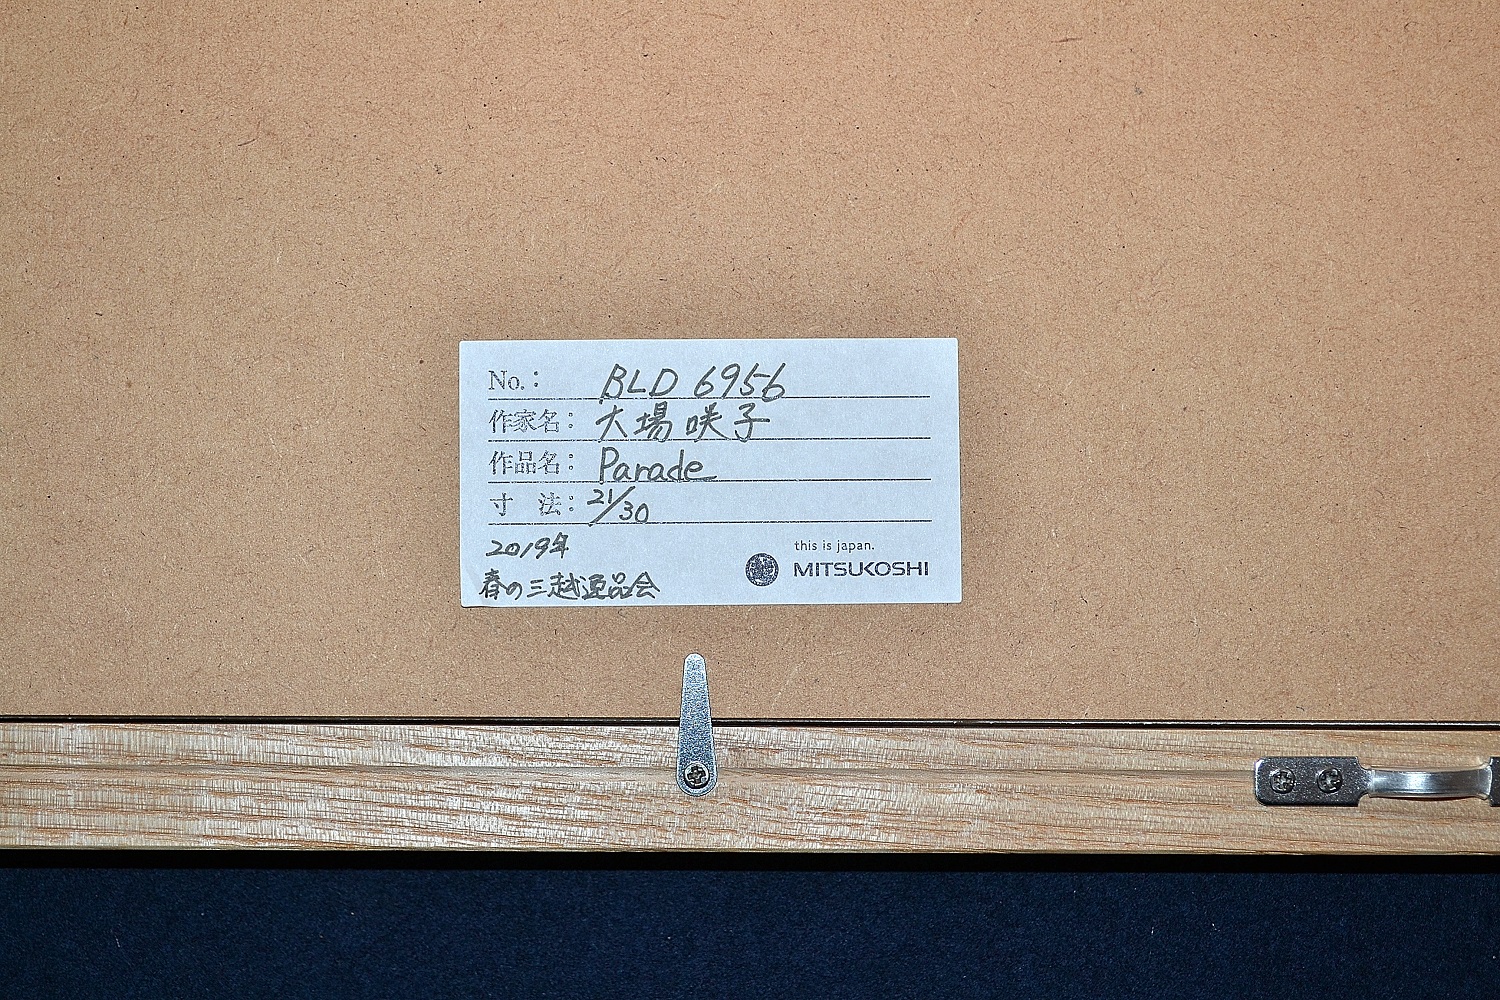 No.: BLD 6956
作家名: 大場 咲子
作品名: Parade
寸 法: 21/30
2019年
春の三越逸品会
this is japan.
MITSUKOSHI